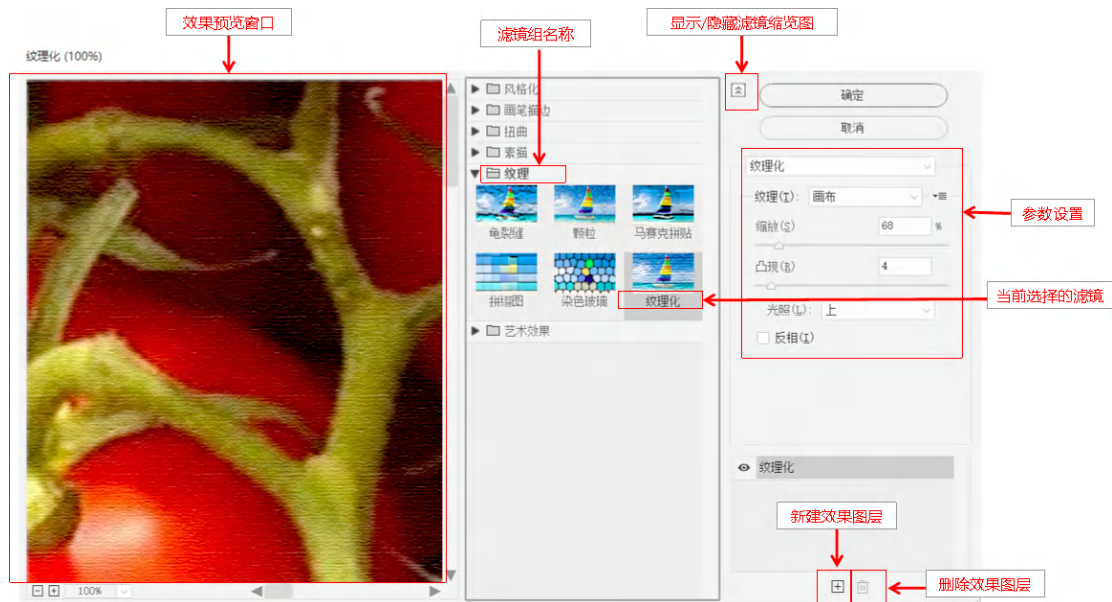 效果预览窗口
滤镜组名称
显示/隐藏滤镜缩览图
纹理化 (100%)
风格化
画笔描边
扭曲
素描
纹理
龟裂缝
颗粒
马赛克拼贴
拼缀图
染色玻璃
纹理化
艺术效果
确定
取消
纹理化
纹理(T): 画布
缩放(S) 68 %
凸现(R) 4
光照(L): 上
反相(I)
参数设置
当前选择的滤镜
纹理化
新建效果图层
删除效果图层
100%